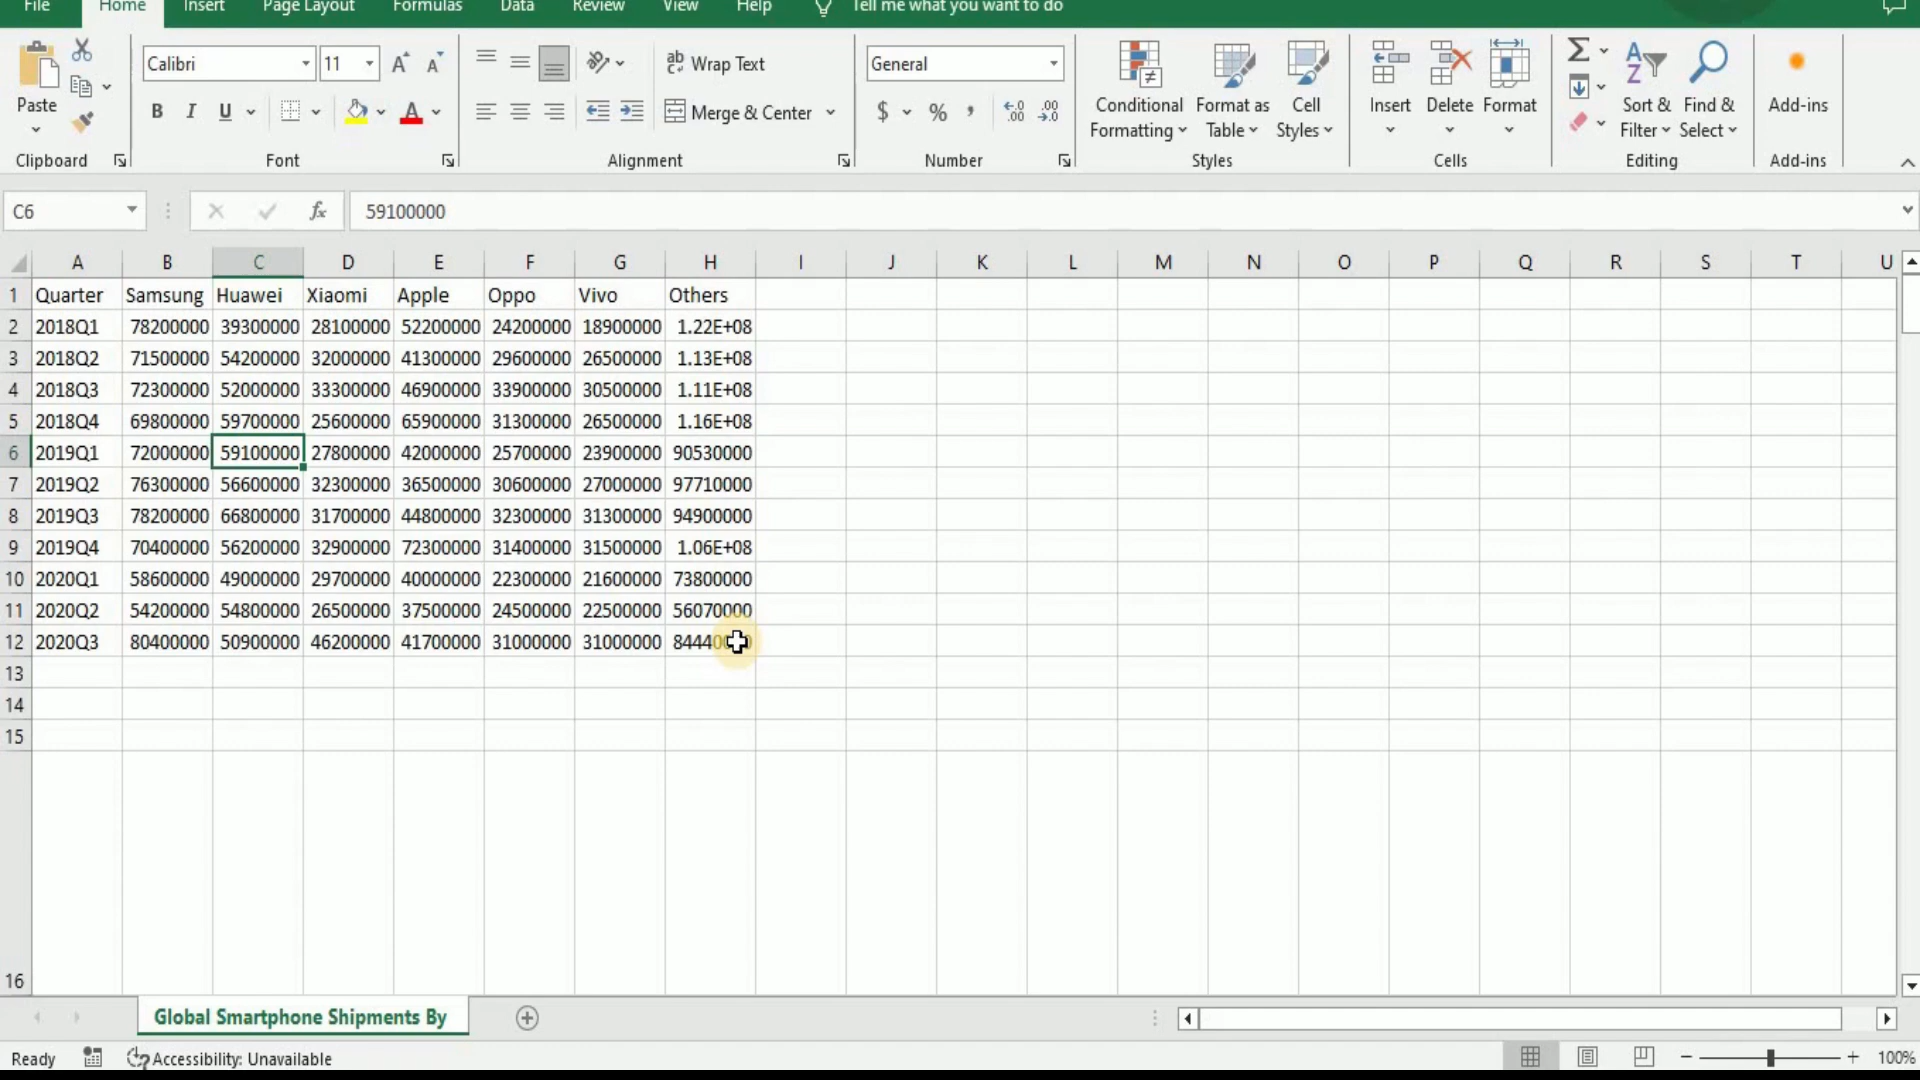 File Home Insert Page Layout Formulas Data Review View Help Tell me what you want to do
Paste
Calibri 11
B I U
A
ab Wrap Text
Merge & Center
General
$ % ,
Conditional Formatting
Format as Table
Cell Styles
Insert Delete Format
Sort & Filter
Find & Select
Add-ins
Clipboard Font Alignment Number Styles Cells Editing Add-ins
C6 fx 59100000
A B C D E F G H I J K L M N O P Q R S T U
1 Quarter Samsung Huawei Xiaomi Apple Oppo Vivo Others
2 2018Q1 78200000 39300000 28100000 52200000 24200000 18900000 1.22E+08
3 2018Q2 71500000 54200000 32000000 41300000 29600000 26500000 1.13E+08
4 2018Q3 72300000 52000000 33300000 46900000 33900000 30500000 1.11E+08
5 2018Q4 69800000 59700000 25600000 65900000 31300000 26500000 1.16E+08
6 2019Q1 72000000 59100000 27800000 42000000 25700000 23900000 90530000
7 2019Q2 76300000 56600000 32300000 36500000 30600000 27000000 97710000
8 2019Q3 78200000 66800000 31700000 44800000 32300000 31300000 94900000
9 2019Q4 70400000 56200000 32900000 72300000 31400000 31500000 1.06E+08
10 2020Q1 58600000 49000000 29700000 40000000 22300000 21600000 73800000
11 2020Q2 54200000 54800000 26500000 37500000 24500000 22500000 56070000
12 2020Q3 80400000 50900000 46200000 41700000 31000000 31000000
13
14
15
16
Global Smartphone Shipments By
Ready Accessibility: Unavailable 100%